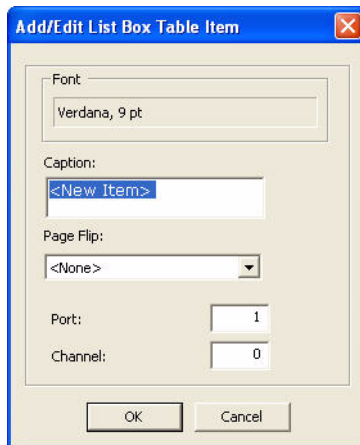 Add/Edit List Box Table Item
Font
Verdana, 9 pt
Caption:
<New Item>
Page Flip:
<None>
Port: 1
Channel: 0
OK Cancel